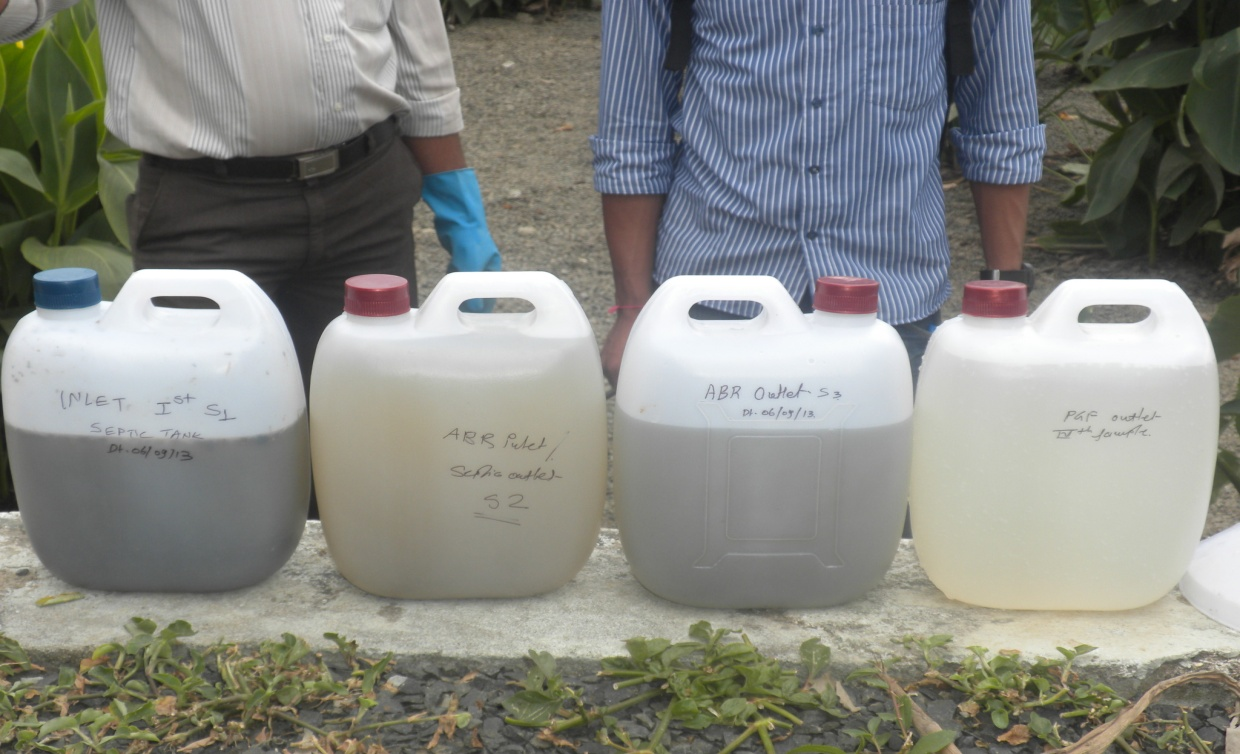 INLET Ist S1
SEPTIC TANK
Dt. 06/09/13
ABR Inlet/
Septic outlet
S2
ABR Outlet S3
Dt. 06/09/13
PGF outlet
IVth Sample